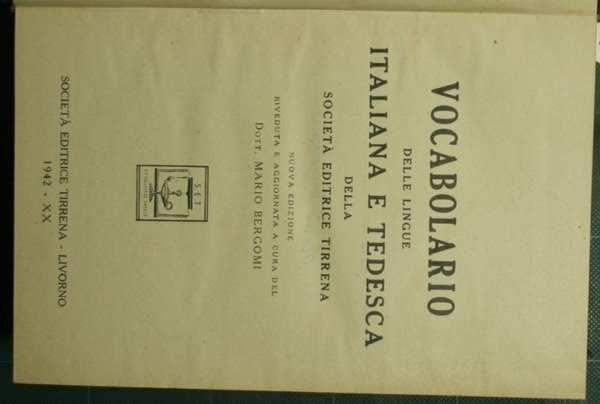 VOCABOLARIO
DELLE LINGUE
ITALIANA E TEDESCA
DELLA
SOCIETÀ EDITRICE TIRRENA
NUOVA EDIZIONE
RIVEDUTA E AGGIORNATA A CURA DEL
DOTT. MARIO BERGOMI
S E T
SOCIETÀ EDITRICE TIRRENA - LIVORNO
1942 - XX